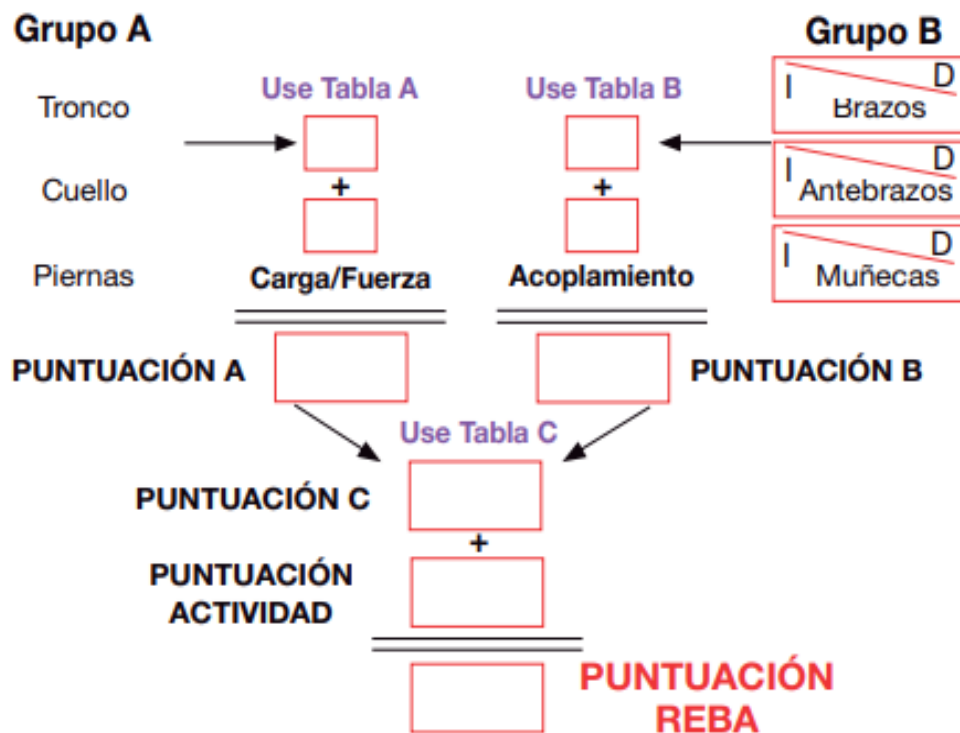 Grupo A
Grupo B
Use Tabla A
Use Tabla B
I D
Brazos
Tronco
+
+
I D
Antebrazos
Cuello
I D
Muñecas
Piernas
Carga/Fuerza
Acoplamiento
PUNTUACIÓN A
PUNTUACIÓN B
Use Tabla C
PUNTUACIÓN C
+
PUNTUACIÓN
ACTIVIDAD
PUNTUACIÓN
REBA